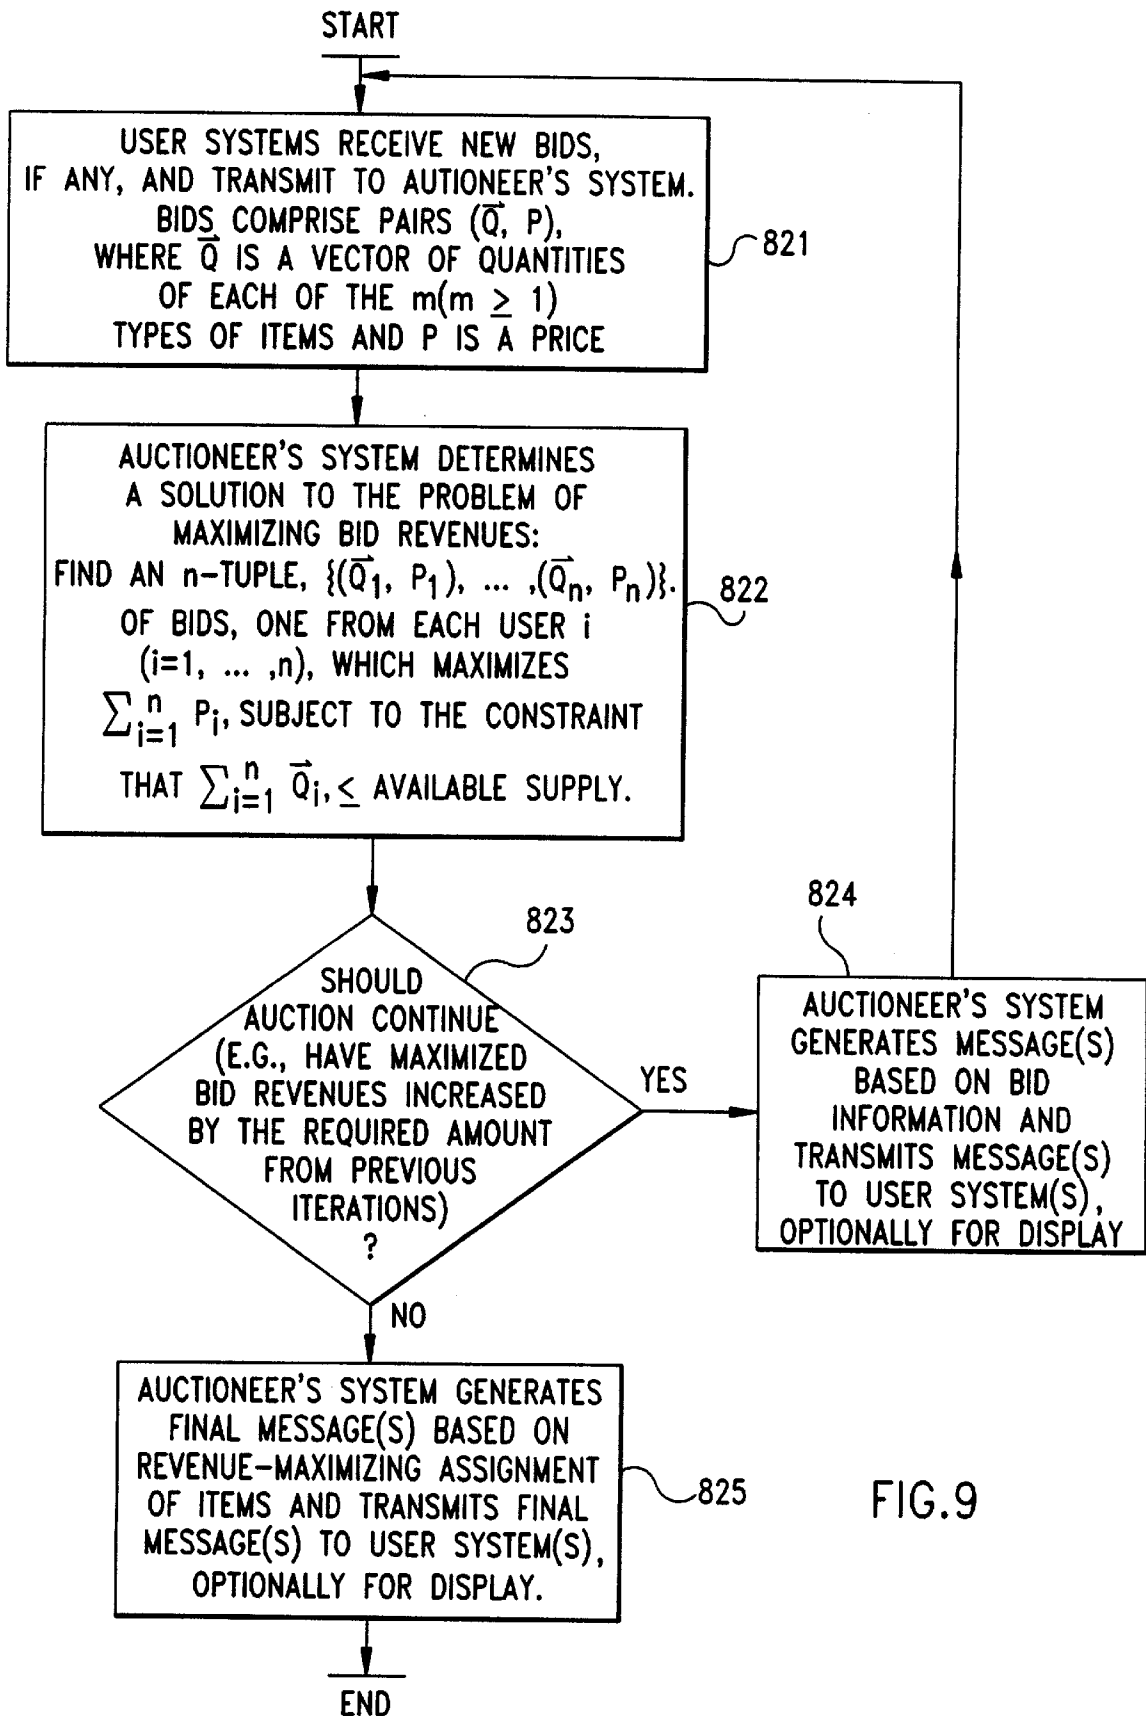 START
USER SYSTEMS RECEIVE NEW BIDS,
IF ANY, AND TRANSMIT TO AUTIONEER'S SYSTEM.
BIDS COMPRISE PAIRS (Q⃗, P),
WHERE Q⃗ IS A VECTOR OF QUANTITIES
OF EACH OF THE m(m ≥ 1)
TYPES OF ITEMS AND P IS A PRICE
821
AUCTIONEER'S SYSTEM DETERMINES
A SOLUTION TO THE PROBLEM OF
MAXIMIZING BID REVENUES:
FIND AN n-TUPLE, {(Q⃗₁, P₁), ... ,(Q⃗ₙ, Pₙ)}.
OF BIDS, ONE FROM EACH USER i
(i=1, ... ,n), WHICH MAXIMIZES
∑ⁿᵢ₌₁ Pᵢ, SUBJECT TO THE CONSTRAINT
THAT ∑ⁿᵢ₌₁ Q⃗ᵢ, ≤ AVAILABLE SUPPLY.
822
SHOULD
AUCTION CONTINUE
(E.G., HAVE MAXIMIZED
BID REVENUES INCREASED
BY THE REQUIRED AMOUNT
FROM PREVIOUS
ITERATIONS)
?
823
YES
824
AUCTIONEER'S SYSTEM
GENERATES MESSAGE(S)
BASED ON BID
INFORMATION AND
TRANSMITS MESSAGE(S)
TO USER SYSTEM(S),
OPTIONALLY FOR DISPLAY
NO
AUCTIONEER'S SYSTEM GENERATES
FINAL MESSAGE(S) BASED ON
REVENUE-MAXIMIZING ASSIGNMENT
OF ITEMS AND TRANSMITS FINAL
MESSAGE(S) TO USER SYSTEM(S),
OPTIONALLY FOR DISPLAY.
825
FIG.9
END